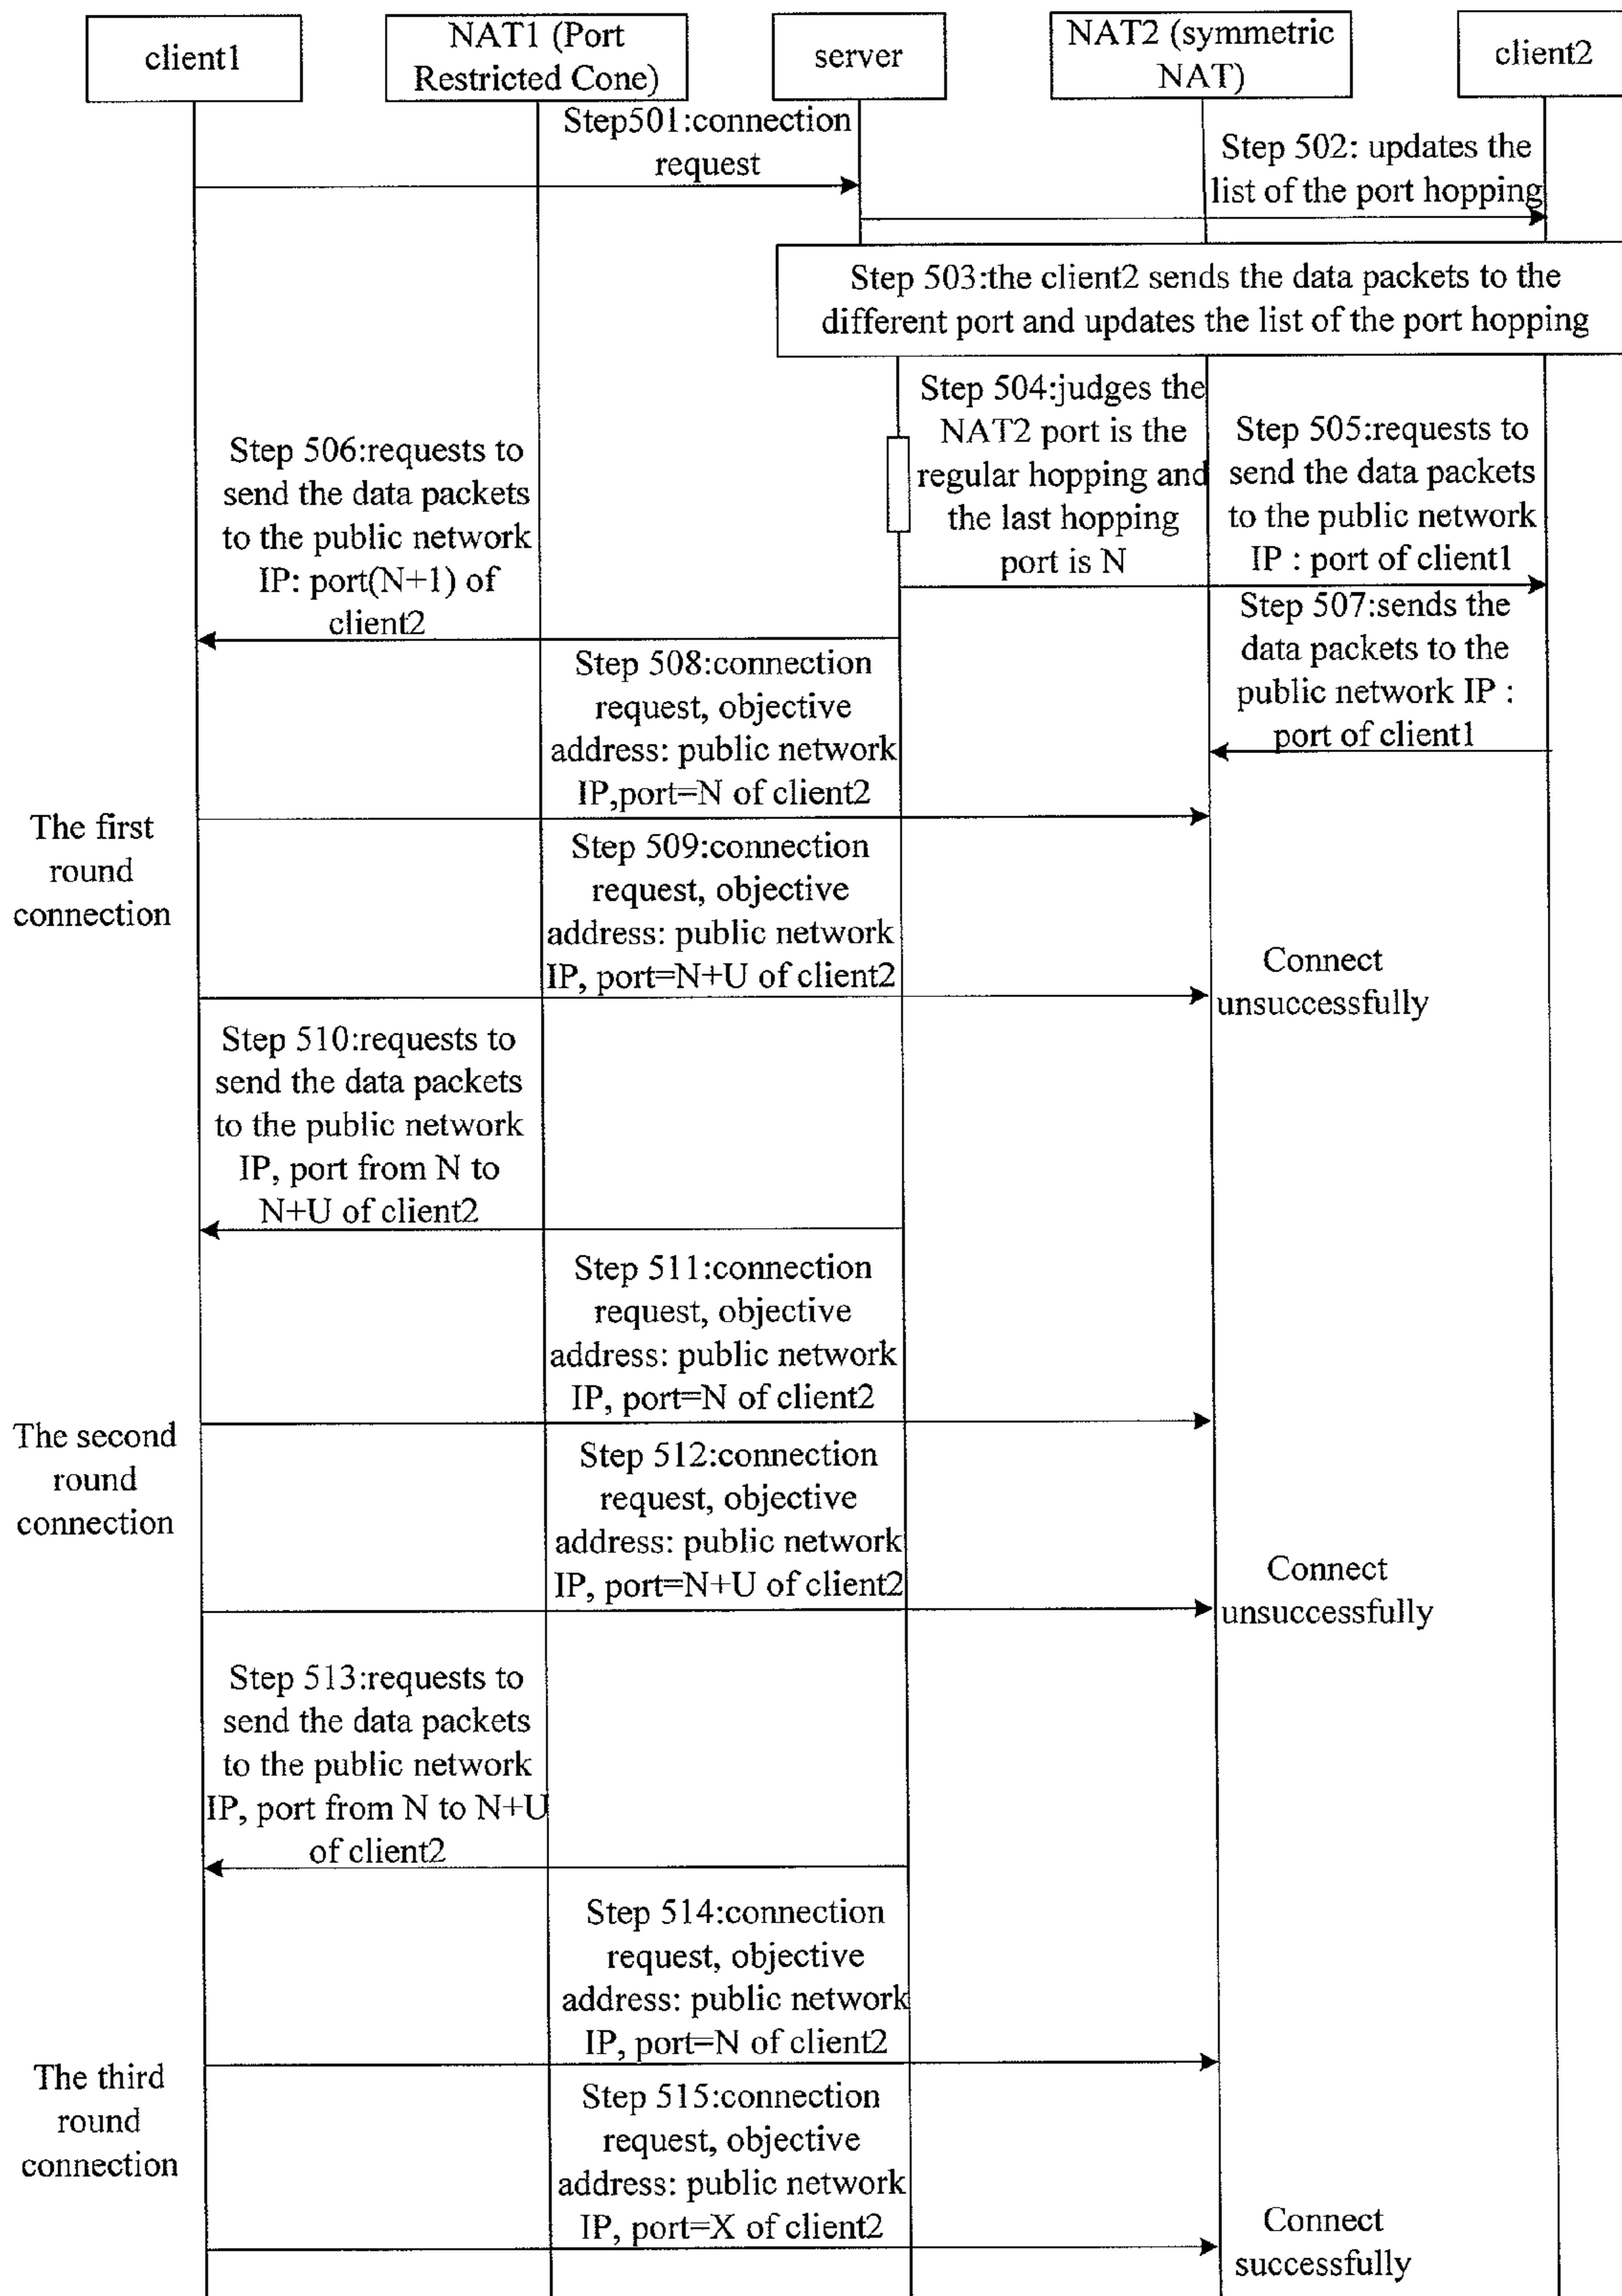 client1
NAT1 (Port
Restricted Cone)
server
NAT2 (symmetric
NAT)
client2
Step501:connection
request
Step 502: updates the
list of the port hopping
Step 503:the client2 sends the data packets to the
different port and updates the list of the port hopping
Step 504:judges the
NAT2 port is the
regular hopping and
the last hopping
port is N
Step 505:requests to
send the data packets
to the public network
IP : port of client1
Step 506:requests to
send the data packets
to the public network
IP: port(N+1) of
client2
Step 507:sends the
data packets to the
public network IP :
port of client1
Step 508:connection
request, objective
address: public network
IP,port=N of client2
The first
round
connection
Step 509:connection
request, objective
address: public network
IP, port=N+U of client2
Connect
unsuccessfully
Step 510:requests to
send the data packets
to the public network
IP, port from N to
N+U of client2
Step 511:connection
request, objective
address: public network
IP, port=N of client2
The second
round
connection
Step 512:connection
request, objective
address: public network
IP, port=N+U of client2
Connect
unsuccessfully
Step 513:requests to
send the data packets
to the public network
IP, port from N to N+U
of client2
Step 514:connection
request, objective
address: public network
IP, port=N of client2
The third
round
connection
Step 515:connection
request, objective
address: public network
IP, port=X of client2
Connect
successfully